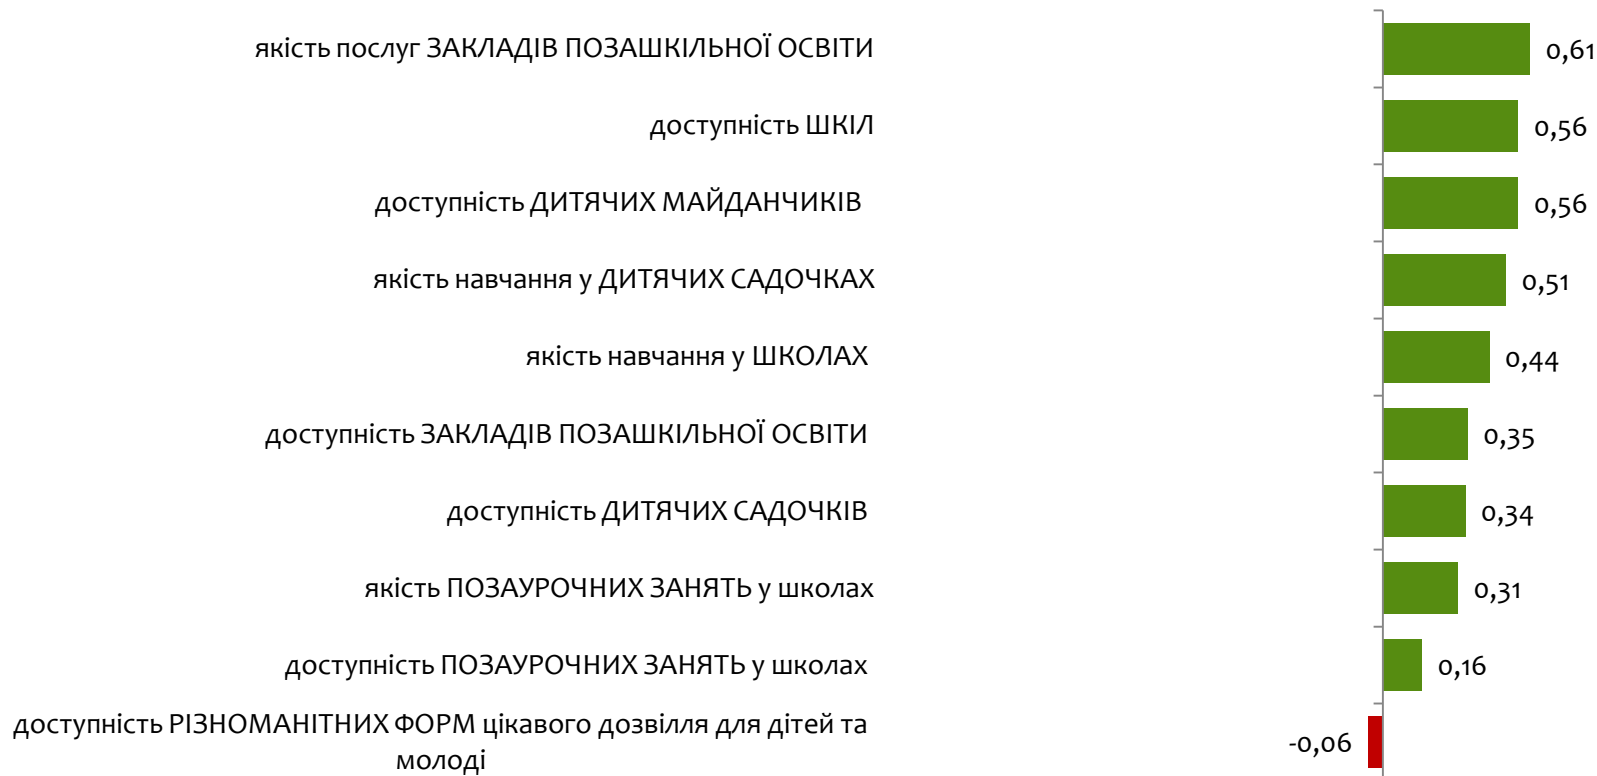 якість послуг ЗАКЛАДІВ ПОЗАШКІЛЬНОЇ ОСВІТИ 0,61
доступність ШКІЛ 0,56
доступність ДИТЯЧИХ МАЙДАНЧИКІВ 0,56
якість навчання у ДИТЯЧИХ САДОЧКАХ 0,51
якість навчання у ШКОЛАХ 0,44
доступність ЗАКЛАДІВ ПОЗАШКІЛЬНОЇ ОСВІТИ 0,35
доступність ДИТЯЧИХ САДОЧКІВ 0,34
якість ПОЗАУРОЧНИХ ЗАНЯТЬ у школах 0,31
доступність ПОЗАУРОЧНИХ ЗАНЯТЬ у школах 0,16
доступність РІЗНОМАНІТНИХ ФОРМ цікавого дозвілля для дітей та
молоді
-0,06